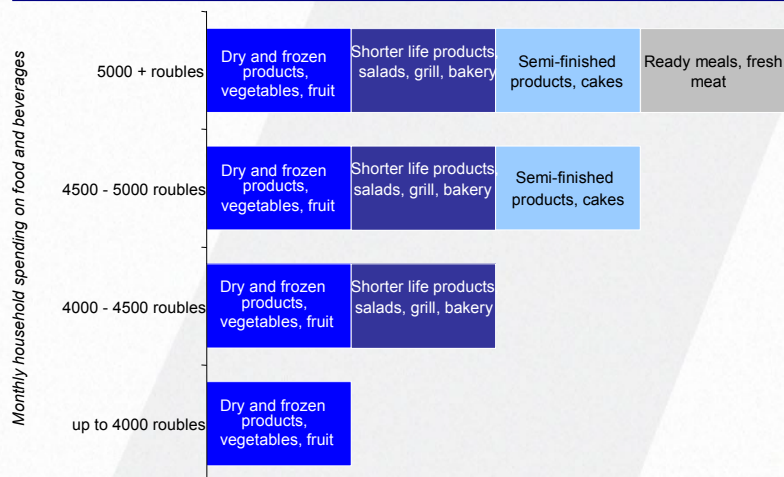 Monthly household spending on food and beverages
5000 + roubles
Dry and frozen
products,
vegetables, fruit
Shorter life products,
salads, grill, bakery
Semi-finished
products, cakes
Ready meals, fresh
meat
4500 - 5000 roubles
Dry and frozen
products,
vegetables, fruit
Shorter life products,
salads, grill, bakery
Semi-finished
products, cakes
4000 - 4500 roubles
Dry and frozen
products,
vegetables, fruit
Shorter life products,
salads, grill, bakery
up to 4000 roubles
Dry and frozen
products,
vegetables, fruit